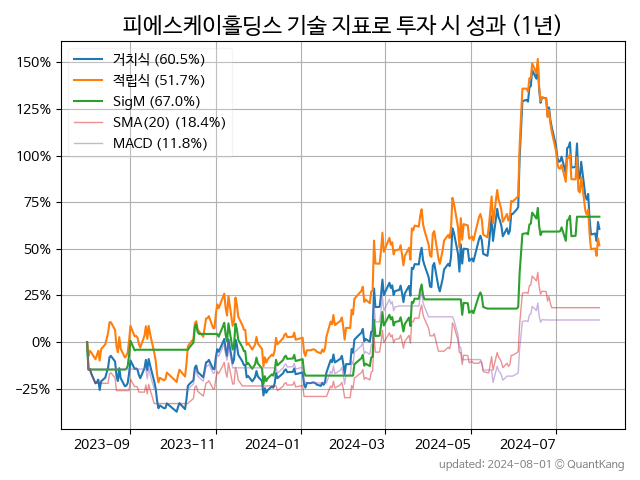 피에스케이홀딩스 기술 지표로 투자 시 성과 (1년)
거치식 (60.5%)
적립식 (51.7%)
SigM (67.0%)
SMA(20) (18.4%)
MACD (11.8%)
150%
125%
100%
75%
50%
25%
0%
−25%
2023-09 2023-11 2024-01 2024-03 2024-05 2024-07
updated: 2024-08-01 © QuantKang